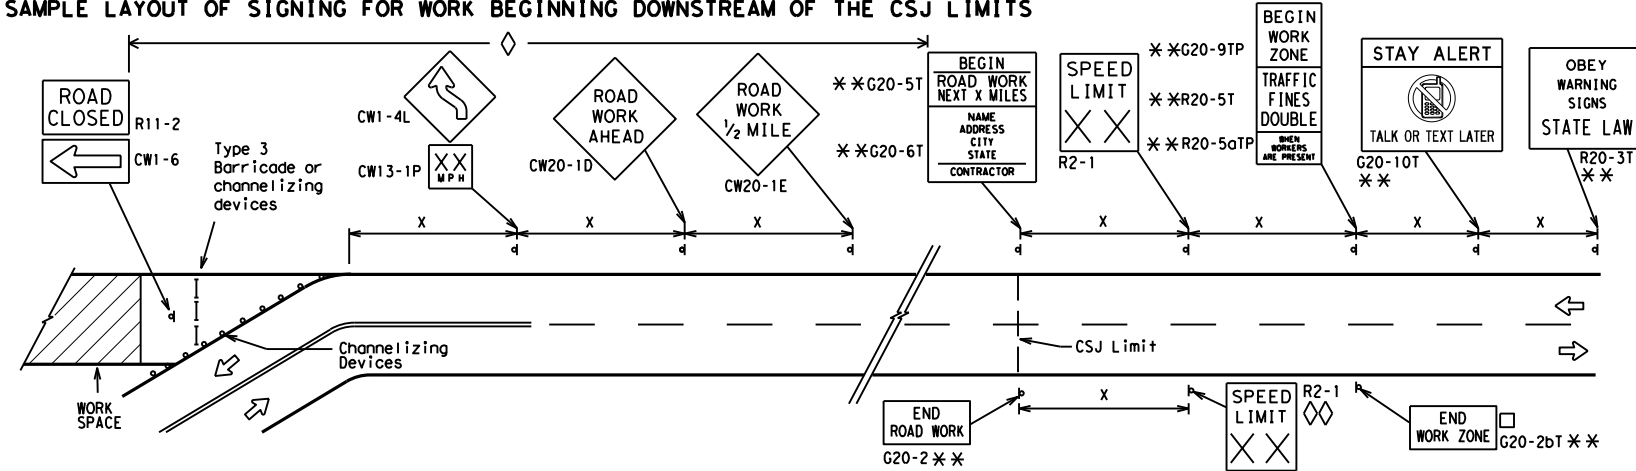 SAMPLE LAYOUT OF SIGNING FOR WORK BEGINNING DOWNSTREAM OF THE CSJ LIMITS
ROAD
CLOSED
R11-2
CW1-6
Type 3
Barricade or
channelizing
devices
CW1-4L
CW13-1P
XX
MPH
ROAD
WORK
AHEAD
CW20-1D
ROAD
WORK
1/2 MILE
CW20-1E
**G20-5T
**G20-6T
BEGIN
ROAD WORK
NEXT X MILES
NAME
ADDRESS
CITY
STATE
CONTRACTOR
SPEED
LIMIT
XX
R2-1
**G20-9TP
**R20-5T
**R20-5aTP
BEGIN
WORK
ZONE
TRAFFIC
FINES
DOUBLE
WHEN
WORKERS
ARE PRESENT
STAY ALERT
TALK OR TEXT LATER
G20-10T
**
OBEY
WARNING
SIGNS
STATE LAW
R20-3T
**
X X X X X X X
Channelizing
Devices
CSJ Limit
WORK
SPACE
END
ROAD WORK
G20-2**
X
SPEED
LIMIT
XX
R2-1
END
WORK ZONE
G20-2bT **